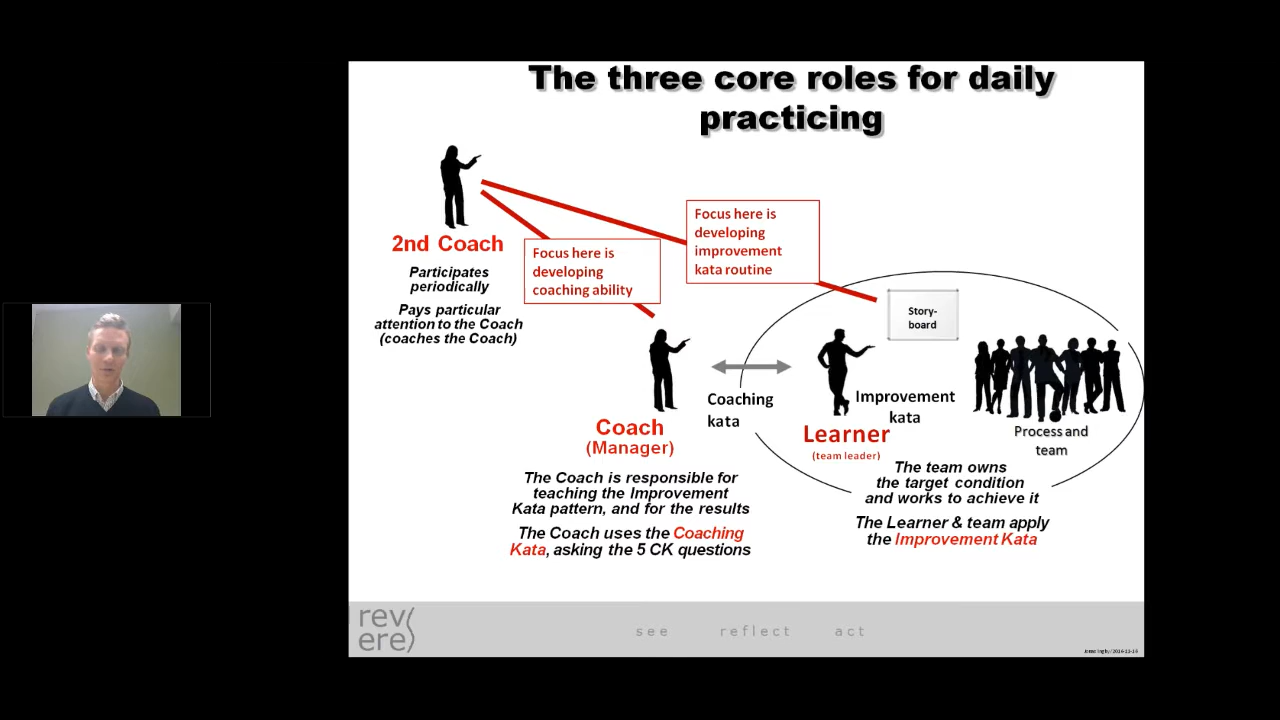 The three core roles for daily
practicing
2nd Coach
Participates
periodically
Pays particular
attention to the Coach
(coaches the Coach)
Focus here is
developing
coaching ability
Focus here is
developing
improvement
kata routine
Story-
board
Coaching
kata
Improvement
kata
Process and
team
Coach
(Manager)
The Coach is responsible for
teaching the Improvement
Kata pattern, and for the results
The Coach uses the Coaching
Kata, asking the 5 CK questions
Learner
(team leader)
The team owns
the target condition
and works to achieve it
The Learner & team apply
the Improvement Kata
rev(
ere)
see reflect act